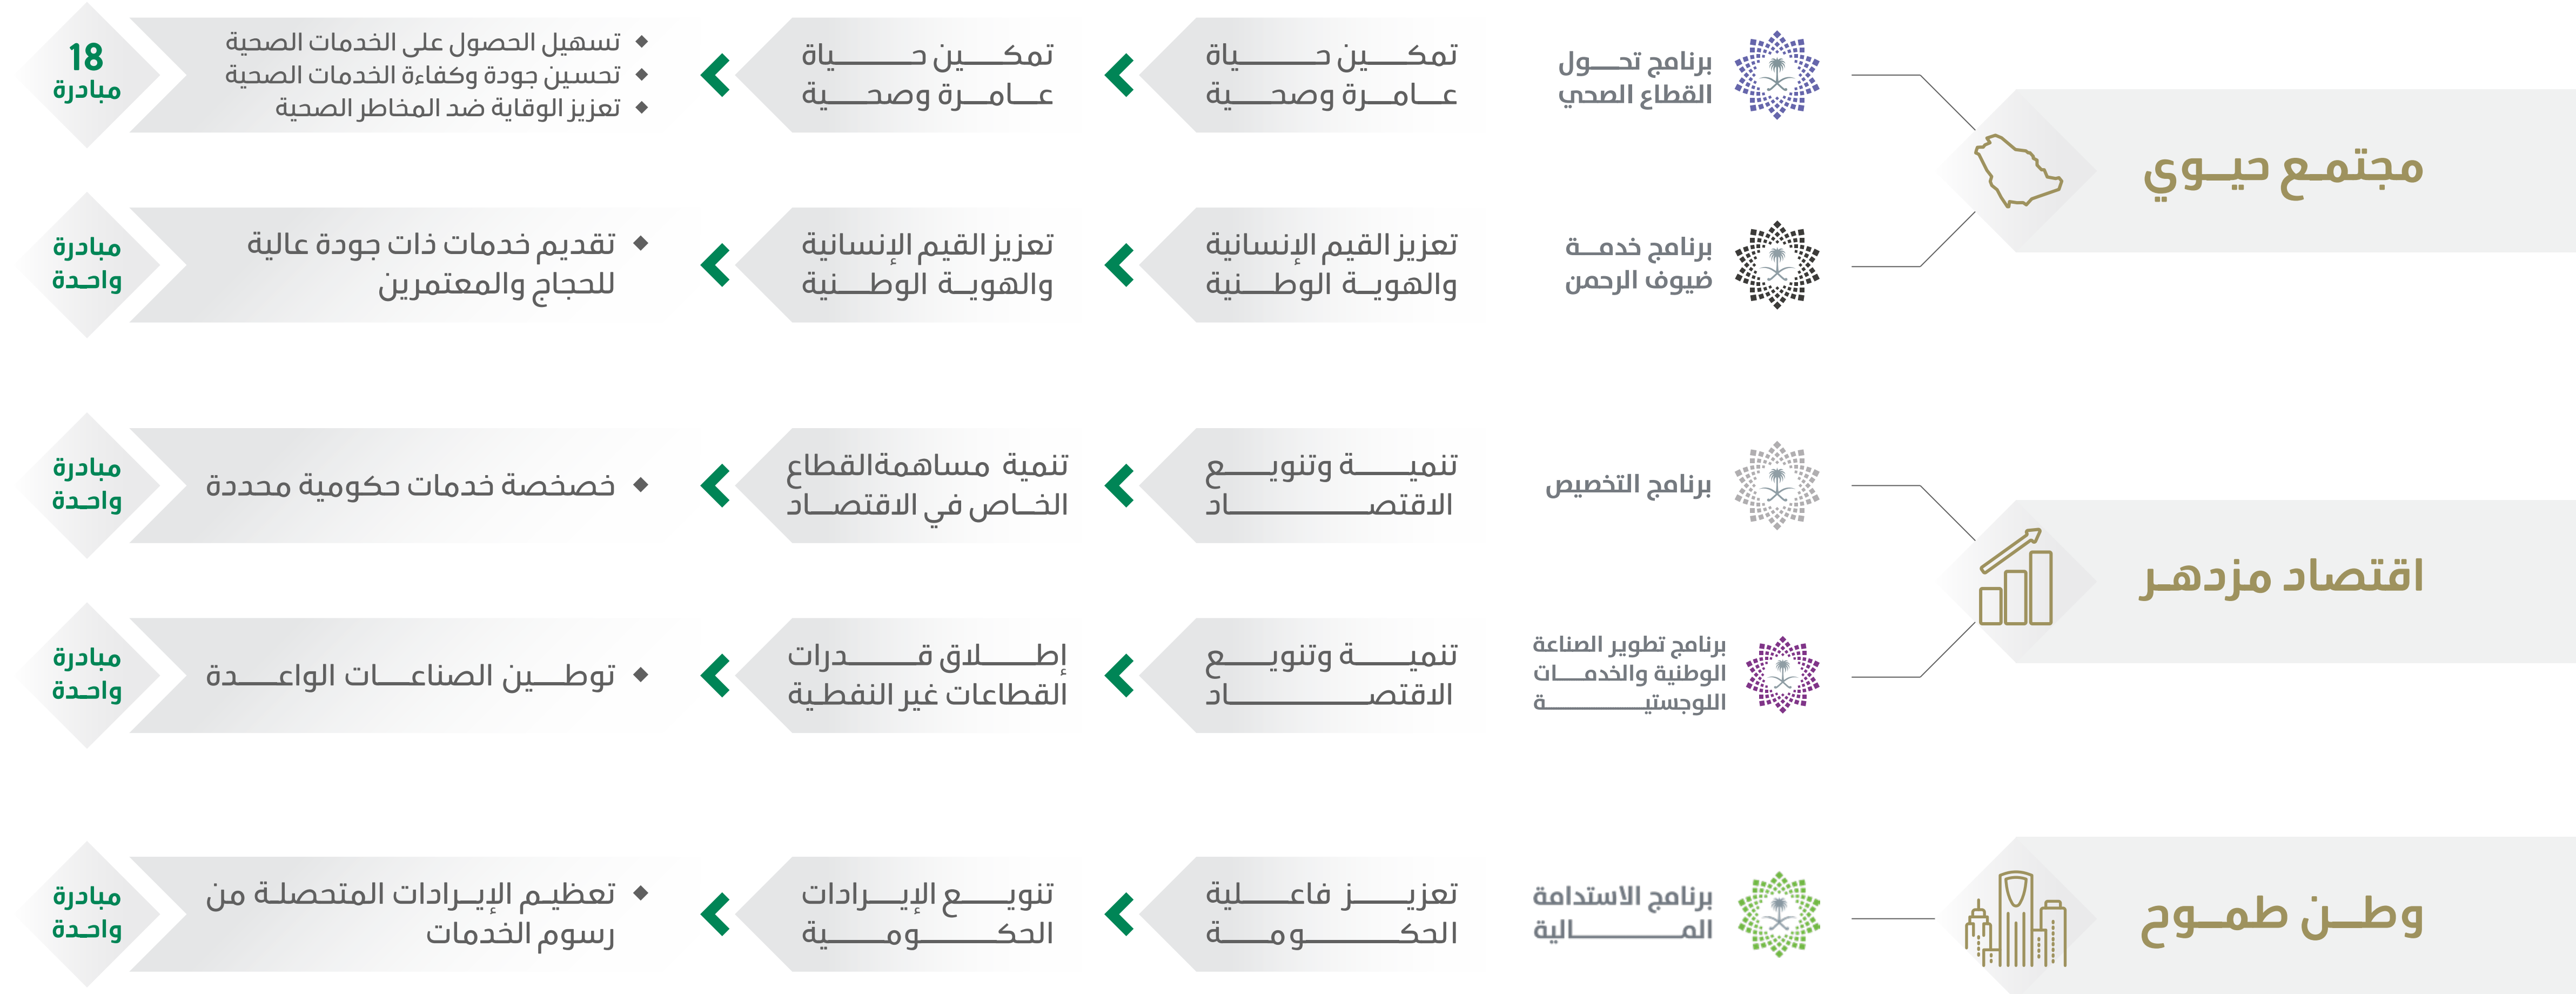 مجتمع حيوي
برنامج تحول
القطاع الصحي
تمكين حياة
عامرة وصحية
تمكين حياة
عامرة وصحية
تسهيل الحصول على الخدمات الصحية
تحسين جودة وكفاءة الخدمات الصحية
تعزيز الوقاية ضد المخاطر الصحية
18
مبادرة
برنامج خدمة
ضيوف الرحمن
تعزيز القيم الإنسانية
والهوية الوطنية
تعزيز القيم الإنسانية
والهوية الوطنية
تقديم خدمات ذات جودة عالية
للحجاج والمعتمرين
مبادرة
واحدة
اقتصاد مزدهر
برنامج التخصيص
تنمية وتنويع
الاقتصاد
تنمية مساهمة القطاع
الخاص في الاقتصاد
خصخصة خدمات حكومية محددة
مبادرة
واحدة
برنامج تطوير الصناعة
الوطنية والخدمات
اللوجستية
تنمية وتنويع
الاقتصاد
إطلاق قدرات
القطاعات غير النفطية
توطين الصناعات الواعدة
مبادرة
واحدة
وطن طموح
برنامج الاستدامة
المالية
تعزيز فاعلية
الحكومة
تنويع الإيرادات
الحكومية
تعظيم الإيرادات المتحصلة من
رسوم الخدمات
مبادرة
واحدة